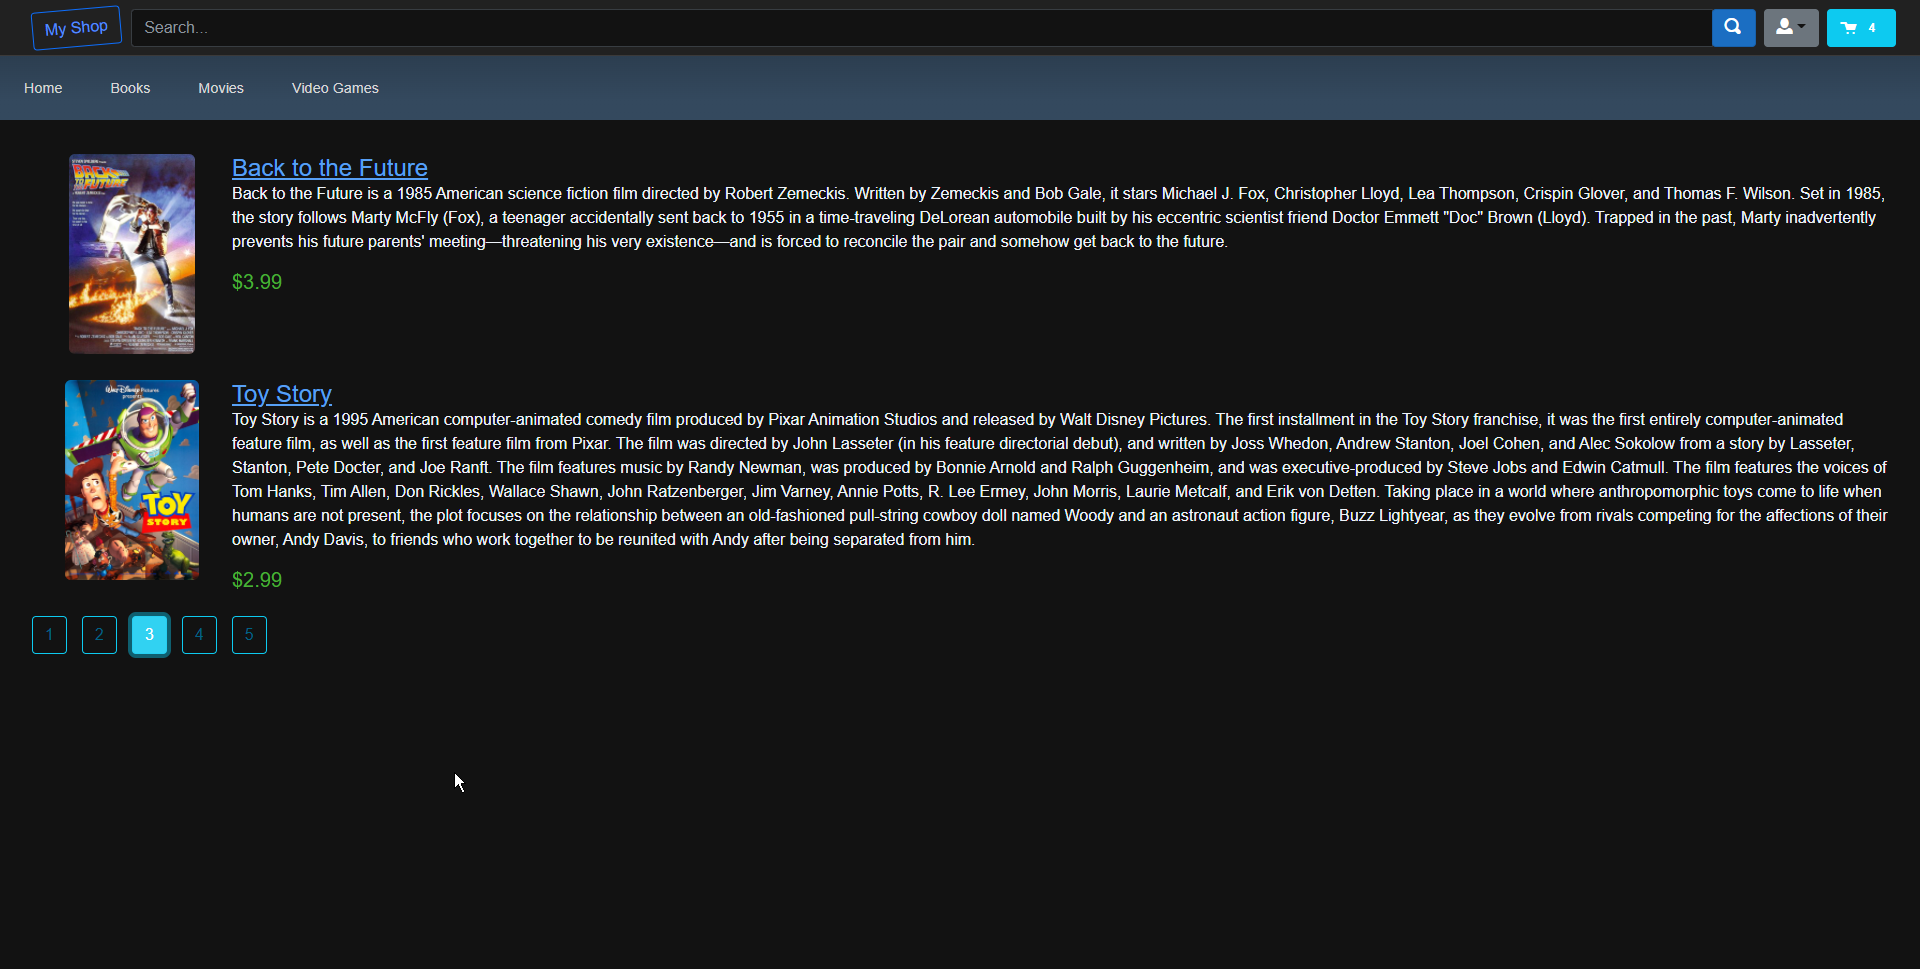 My Shop
Search...
4
Home Books Movies Video Games
BACK TO THE FUTURE
Back to the Future
Back to the Future is a 1985 American science fiction film directed by Robert Zemeckis. Written by Zemeckis and Bob Gale, it stars Michael J. Fox, Christopher Lloyd, Lea Thompson, Crispin Glover, and Thomas F. Wilson. Set in 1985,
the story follows Marty McFly (Fox), a teenager accidentally sent back to 1955 in a time-traveling DeLorean automobile built by his eccentric scientist friend Doctor Emmett "Doc" Brown (Lloyd). Trapped in the past, Marty inadvertently
prevents his future parents' meeting—threatening his very existence—and is forced to reconcile the pair and somehow get back to the future.
$3.99
Walt Disney Pictures
presents
TOY
STORY
Toy Story
Toy Story is a 1995 American computer-animated comedy film produced by Pixar Animation Studios and released by Walt Disney Pictures. The first installment in the Toy Story franchise, it was the first entirely computer-animated
feature film, as well as the first feature film from Pixar. The film was directed by John Lasseter (in his feature directorial debut), and written by Joss Whedon, Andrew Stanton, Joel Cohen, and Alec Sokolow from a story by Lasseter,
Stanton, Pete Docter, and Joe Ranft. The film features music by Randy Newman, was produced by Bonnie Arnold and Ralph Guggenheim, and was executive-produced by Steve Jobs and Edwin Catmull. The film features the voices of
Tom Hanks, Tim Allen, Don Rickles, Wallace Shawn, John Ratzenberger, Jim Varney, Annie Potts, R. Lee Ermey, John Morris, Laurie Metcalf, and Erik von Detten. Taking place in a world where anthropomorphic toys come to life when
humans are not present, the plot focuses on the relationship between an old-fashioned pull-string cowboy doll named Woody and an astronaut action figure, Buzz Lightyear, as they evolve from rivals competing for the affections of their
owner, Andy Davis, to friends who work together to be reunited with Andy after being separated from him.
$2.99
1 2 3 4 5